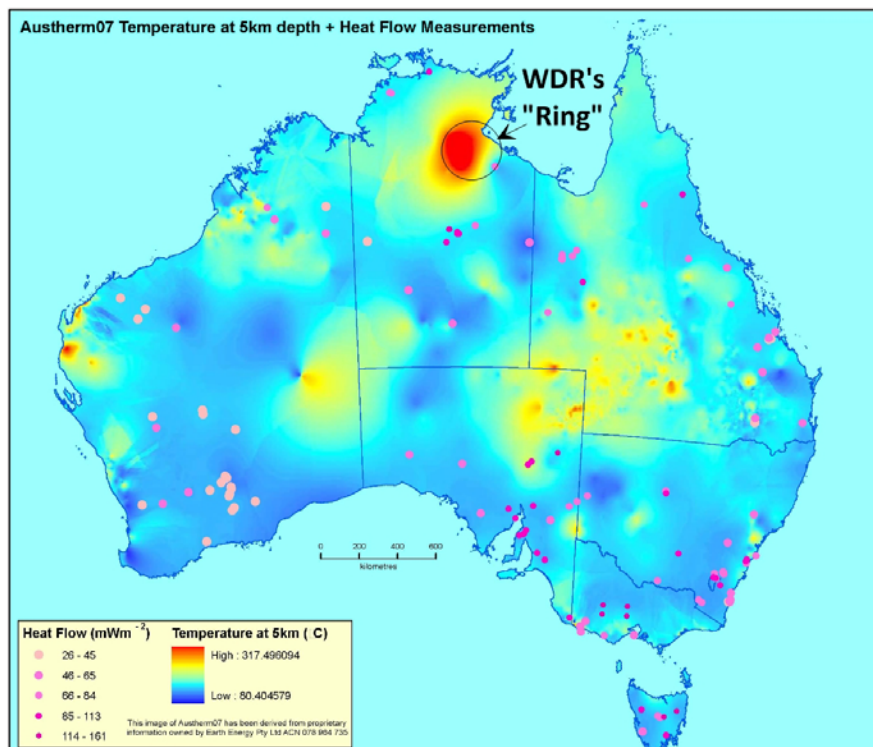 Austherm07 Temperature at 5km depth + Heat Flow Measurements
WDR's
"Ring"
0 200 400 600
kilometres
Heat Flow (mWm -2)
26 - 45
46 - 65
66 - 84
85 - 113
114 - 161
Temperature at 5km ( C)
High : 317.496094
Low : 80.404579
This image of Austherm07 has been derived from proprietary
information owned by Earth Energy Pty Ltd ACN 078 964 735